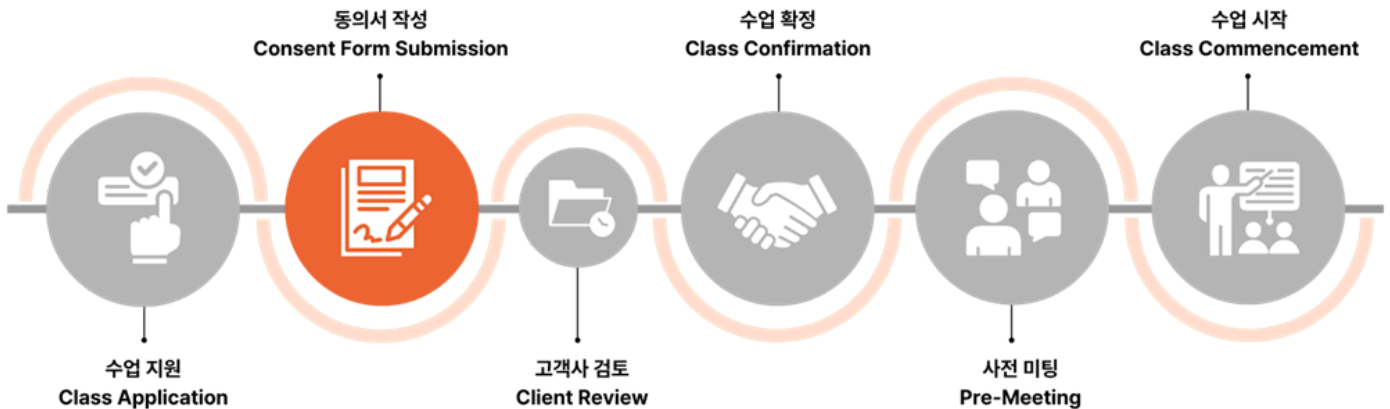 동의서 작성
Consent Form Submission
수업 확정
Class Confirmation
수업 시작
Class Commencement
수업 지원
Class Application
고객사 검토
Client Review
사전 미팅
Pre-Meeting